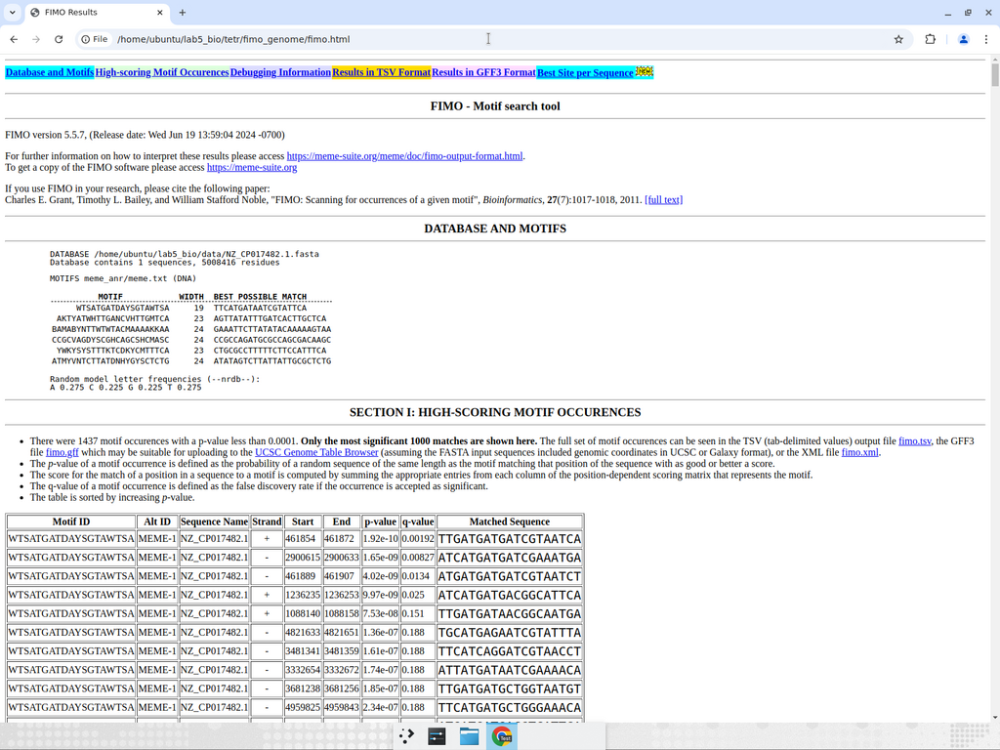 FIMO Results
File
/home/ubuntu/lab5_bio/tetr/fimo_genome/fimo.html
Database and Motifs High-scoring Motif Occurences Debugging Information Results in TSV Format Results in GFF3 Format Best Site per Sequence NEW
FIMO - Motif search tool
FIMO version 5.5.7, (Release date: Wed Jun 19 13:59:04 2024 -0700)
For further information on how to interpret these results please access https://meme-suite.org/meme/doc/fimo-output-format.html.
To get a copy of the FIMO software please access https://meme-suite.org
If you use FIMO in your research, please cite the following paper:
Charles E. Grant, Timothy L. Bailey, and William Stafford Noble, "FIMO: Scanning for occurrences of a given motif", Bioinformatics, 27(7):1017-1018, 2011. [full text]
DATABASE AND MOTIFS
DATABASE /home/ubuntu/lab5_bio/data/NZ_CP017482.1.fasta
Database contains 1 sequences, 5008416 residues
MOTIFS meme_anr/meme.txt (DNA)
MOTIF WIDTH BEST POSSIBLE MATCH
WTSATGATDAYSGTAWTSA 19 TTCATGATAATCGTATTCA
AKTYATWHTTGANCVHTTGMTCA 23 AGTTATATTTGATCACTTGCTCA
BAMABYNTTWTWTACMAAAAKKAA 24 GAAATTCTTATATACAAAAAGTAA
CCGCVAGDYSCGHCAGCSHCMASC 24 CCGCCAGATGCGCCAGCGACAAGC
YWKYSYSTTTKTCDKYCMTTTCA 23 CTGCGCCTTTTTCTTCCATTTCA
ATMYVNTCTTATDNHYGYSCTCTG 24 ATATAGTCTTATTATTGCGCTCTG
Random model letter frequencies (--nrdb):
A 0.275 C 0.225 G 0.225 T 0.275
SECTION I: HIGH-SCORING MOTIF OCCURENCES
• There were 1437 motif occurences with a p-value less than 0.0001. Only the most significant 1000 matches are shown here. The full set of motif occurences can be seen in the TSV (tab-delimited values) output file fimo.tsv, the GFF3
file fimo.gff which may be suitable for uploading to the UCSC Genome Table Browser (assuming the FASTA input sequences included genomic coordinates in UCSC or Galaxy format), or the XML file fimo.xml.
• The p-value of a motif occurrence is defined as the probability of a random sequence of the same length as the motif matching that position of the sequence with as good or better a score.
• The score for the match of a position in a sequence to a motif is computed by summing the appropriate entries from each column of the position-dependent scoring matrix that represents the motif.
• The q-value of a motif occurrence is defined as the false discovery rate if the occurrence is accepted as significant.
• The table is sorted by increasing p-value.
Motif ID Alt ID Sequence Name Strand Start End p-value q-value Matched Sequence
WTSATGATDAYSGTAWTSA MEME-1 NZ_CP017482.1 + 461854 461872 1.92e-10 0.00192 TTGATGATGATCGTAATCA
WTSATGATDAYSGTAWTSA MEME-1 NZ_CP017482.1 - 2900615 2900633 1.65e-09 0.00827 ATCATGATGATCGAAATGA
WTSATGATDAYSGTAWTSA MEME-1 NZ_CP017482.1 - 461889 461907 4.02e-09 0.0134 ATGATGATGATCGTAATCT
WTSATGATDAYSGTAWTSA MEME-1 NZ_CP017482.1 + 1236235 1236253 9.97e-09 0.025 ATCATGATGACGGCATTCA
WTSATGATDAYSGTAWTSA MEME-1 NZ_CP017482.1 + 1088140 1088158 7.53e-08 0.151 TTGATGATAACGGCAATGA
WTSATGATDAYSGTAWTSA MEME-1 NZ_CP017482.1 - 4821633 4821651 1.36e-07 0.188 TGCATGAGAATCGTATTTA
WTSATGATDAYSGTAWTSA MEME-1 NZ_CP017482.1 - 3481341 3481359 1.61e-07 0.188 TTCATCAGGATCGTAACCT
WTSATGATDAYSGTAWTSA MEME-1 NZ_CP017482.1 - 3332654 3332672 1.74e-07 0.188 ATTATGATAATCGAAAACA
WTSATGATDAYSGTAWTSA MEME-1 NZ_CP017482.1 - 3681238 3681256 1.85e-07 0.188 TTGATGATGCTGGTAATGT
WTSATGATDAYSGTAWTSA MEME-1 NZ_CP017482.1 - 4959825 4959843 2.34e-07 0.188 TTCATGATGCTGGGAAACA
Test